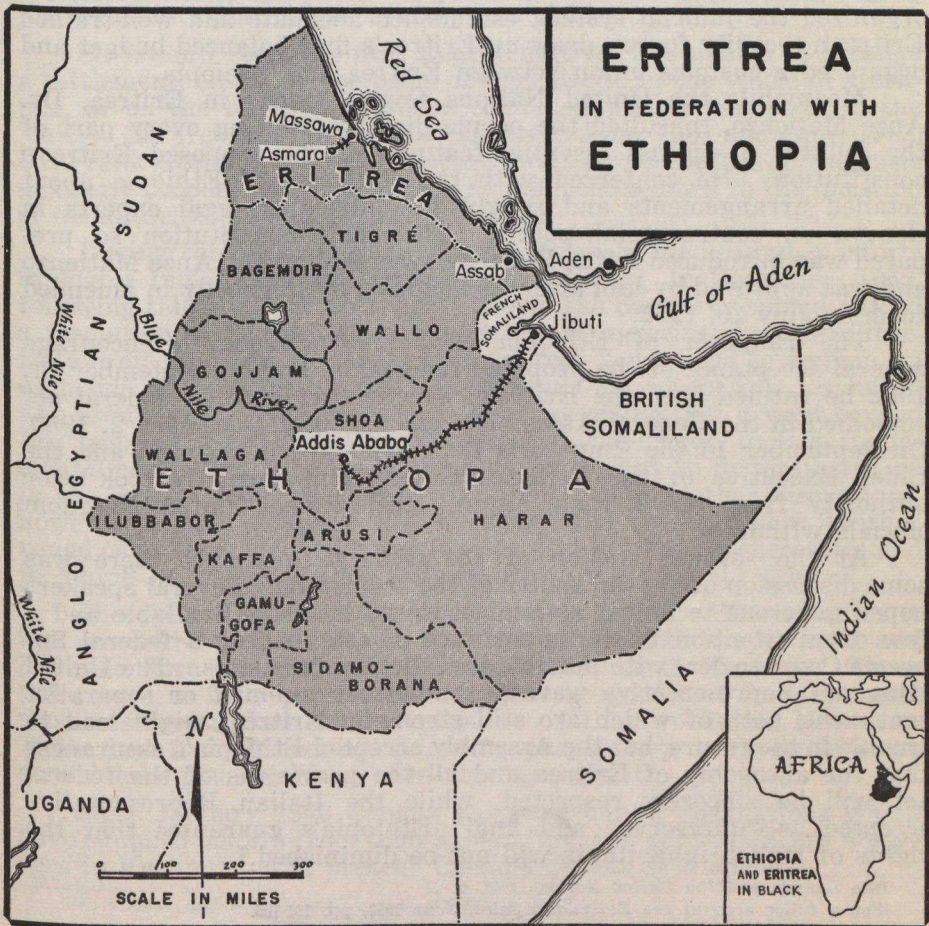 ERITREA
IN FEDERATION WITH
ETHIOPIA
Red Sea
Massawa
Asmara
ERITREA
SUDAN
TIGRÉ
BAGEMDIR
Assab
Aden
Gulf of Aden
FRENCH
SOMALILAND
Jibuti
WALLO
White Nile
Blue
Nile
River
GOJJAM
ANGLO EGYPTIAN
BRITISH
SOMALILAND
SHOA
Addis Ababa
WALLAGA
ETHIOPIA
ILUBBABOR
ARUSI
HARAR
KAFFA
GAMU-
GOFA
SIDAMO-
BORANA
White Nile
Indian Ocean
SOMALIA
N
KENYA
UGANDA
0 100 200 300
SCALE IN MILES
AFRICA
ETHIOPIA
AND ERITREA
IN BLACK